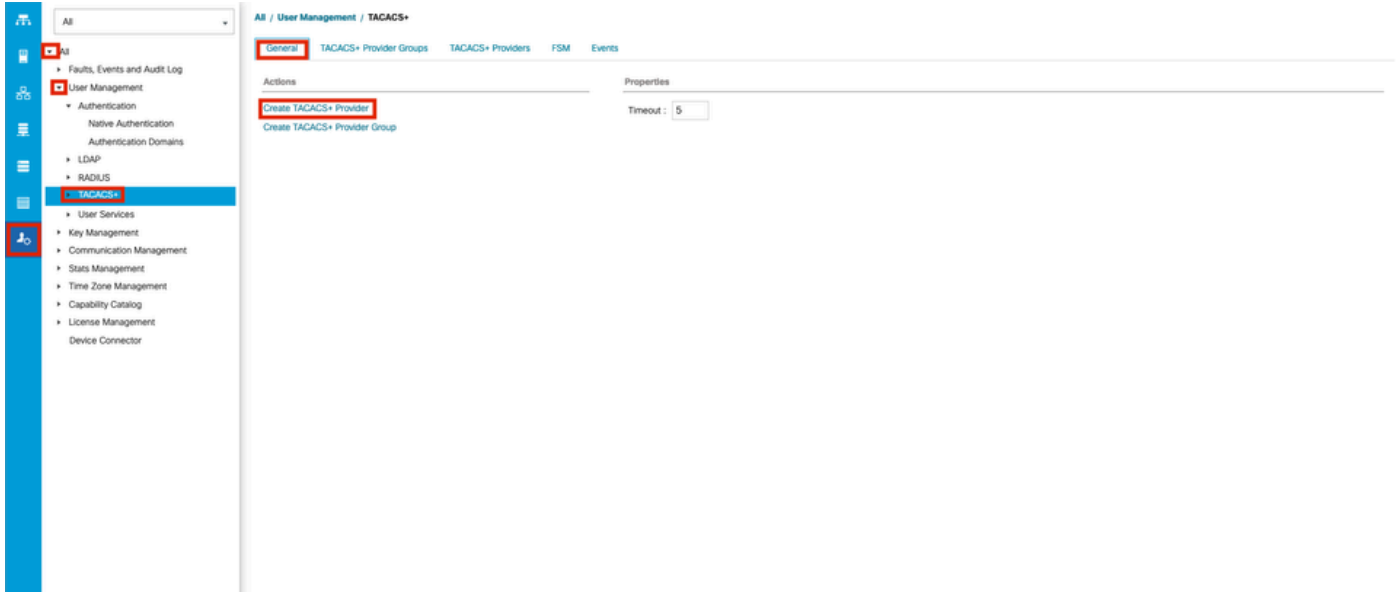 All
All
Faults, Events and Audit Log
User Management
Authentication
Native Authentication
Authentication Domains
LDAP
RADIUS
TACACS+
User Services
Key Management
Communication Management
Stats Management
Time Zone Management
Capability Catalog
License Management
Device Connector
All / User Management / TACACS+
General TACACS+ Provider Groups TACACS+ Providers FSM Events
Actions
Create TACACS+ Provider
Create TACACS+ Provider Group
Properties
Timeout : 5